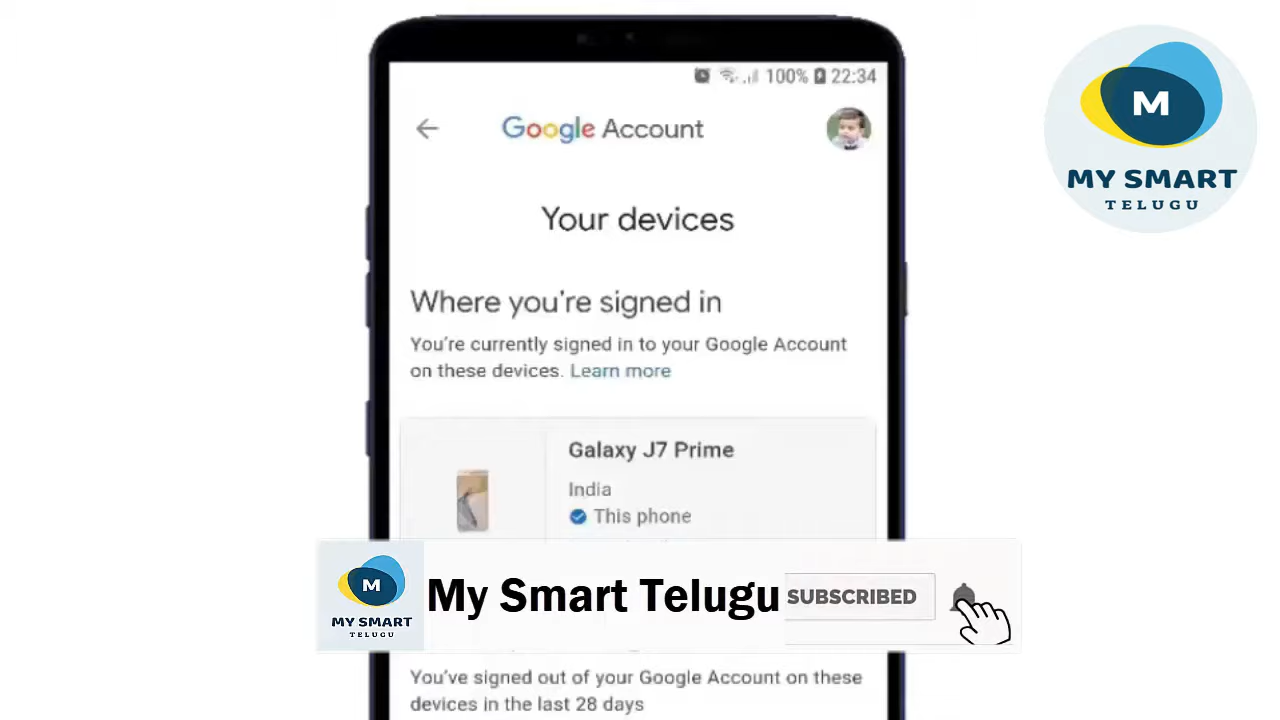 100% 22:34
Google Account
M
MY SMART
TELUGU
Your devices
Where you're signed in
You're currently signed in to your Google Account
on these devices. Learn more
Galaxy J7 Prime
India
This phone
M
MY SMART
TELUGU
My Smart Telugu
SUBSCRIBED
You've signed out of your Google Account on these
devices in the last 28 days